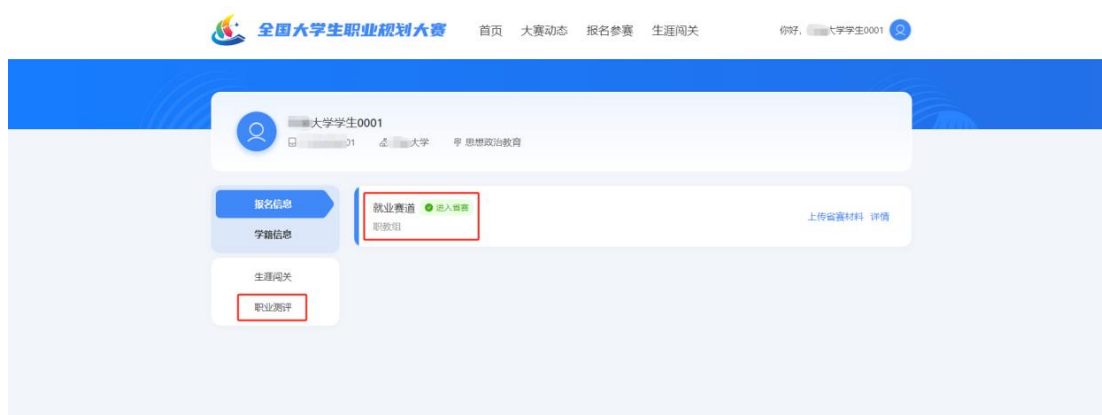 全国大学生职业规划大赛 首页 大赛动态 报名参赛 生涯闯关 你好, 大学学生0001
大学学生0001
01 大学 思想政治教育
报名信息
就业赛道 进入省赛
职教组
上传省赛材料 详情
学籍信息
生涯闯关
职业测评